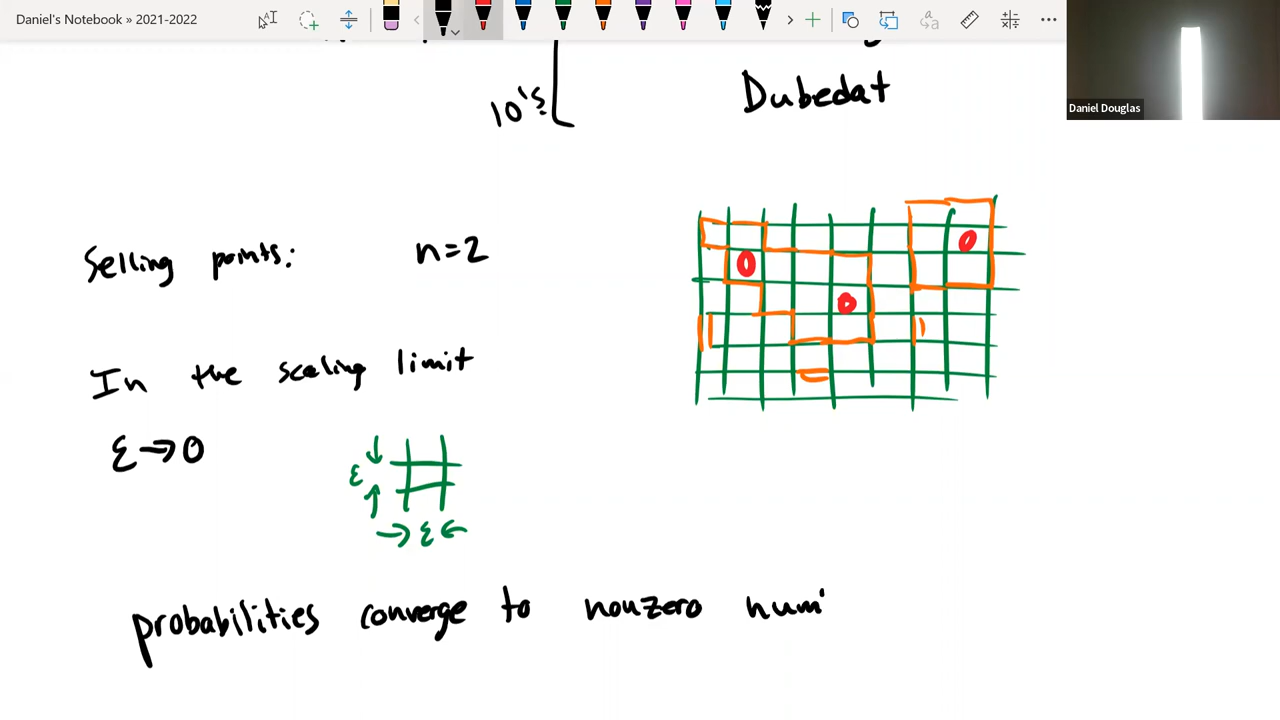 Daniel's Notebook » 2021-2022
Daniel Douglas
10's
Dubedat
Selling points: n=2
In the scaling limit
ε→0
ε
→ ε ←
probabilities converge to nonzero num